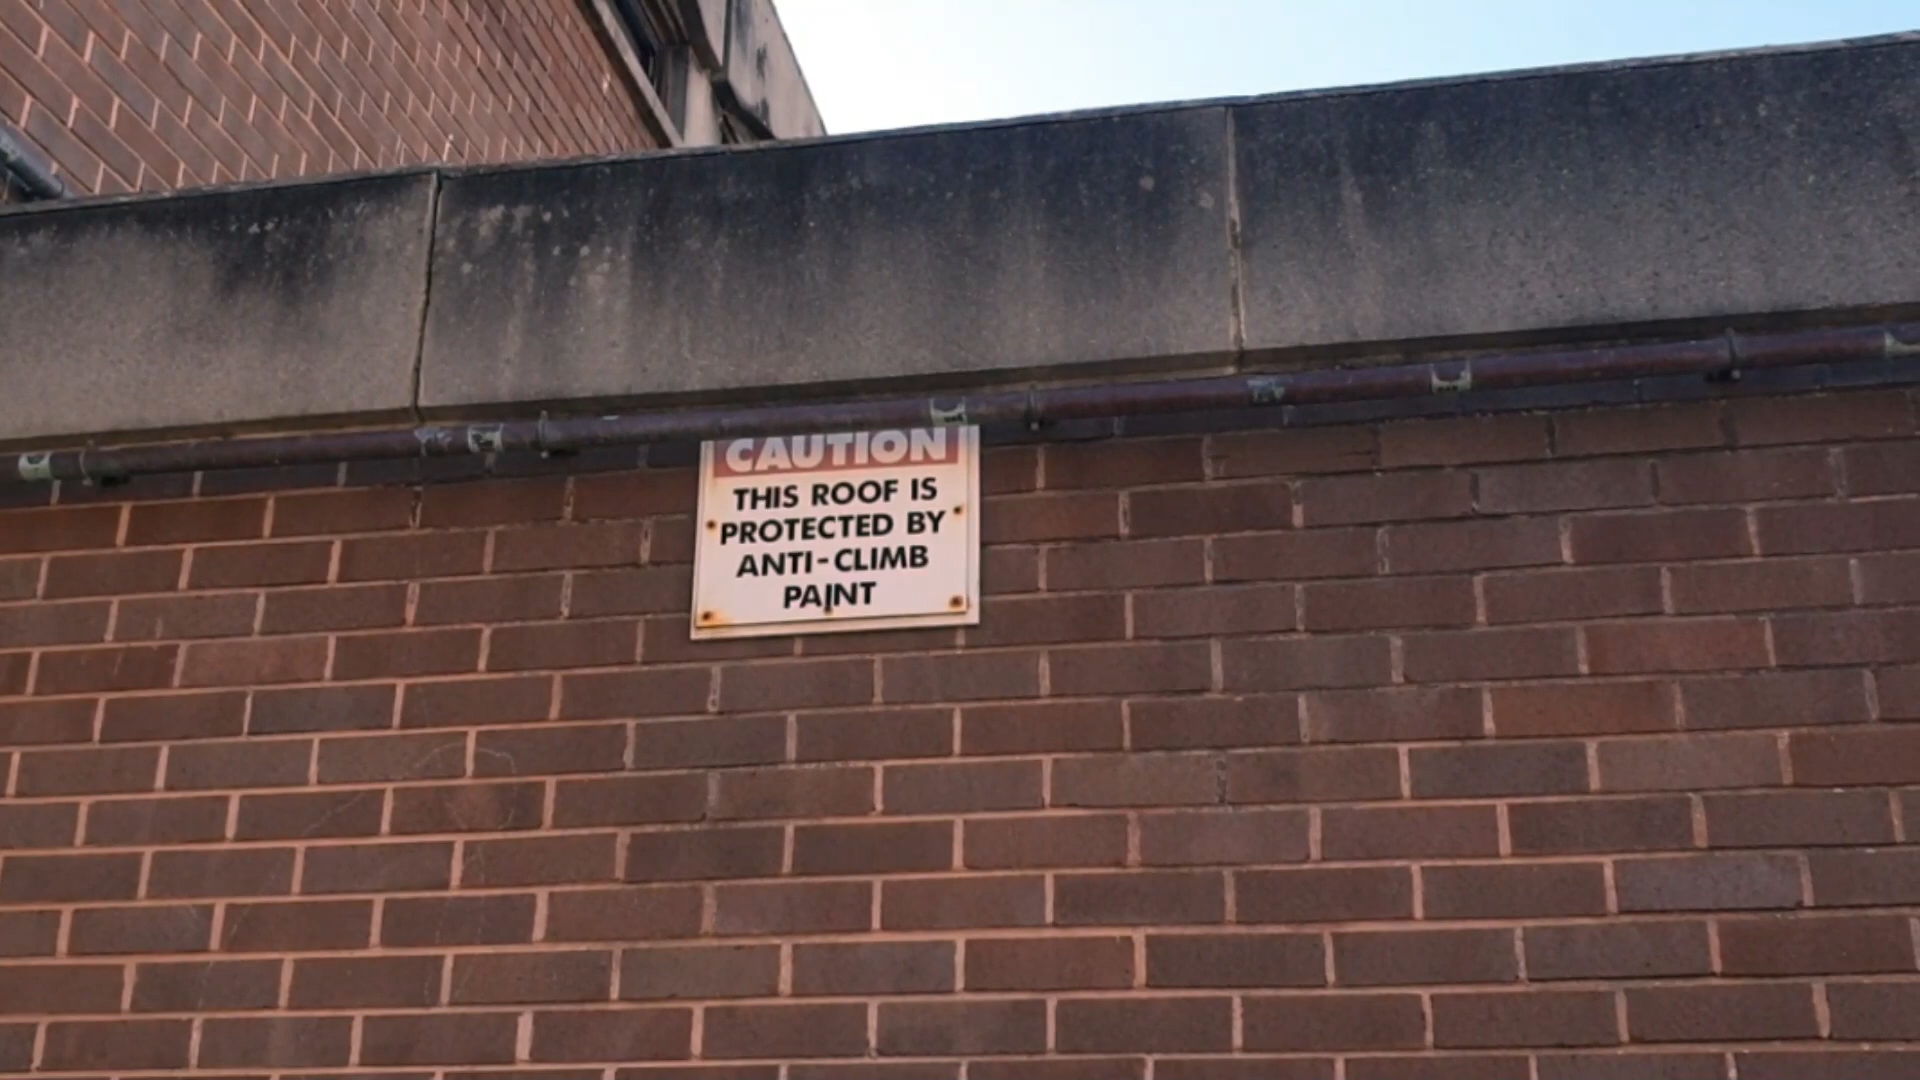 CAUTION
THIS ROOF IS
PROTECTED BY
ANTI-CLIMB
PAINT